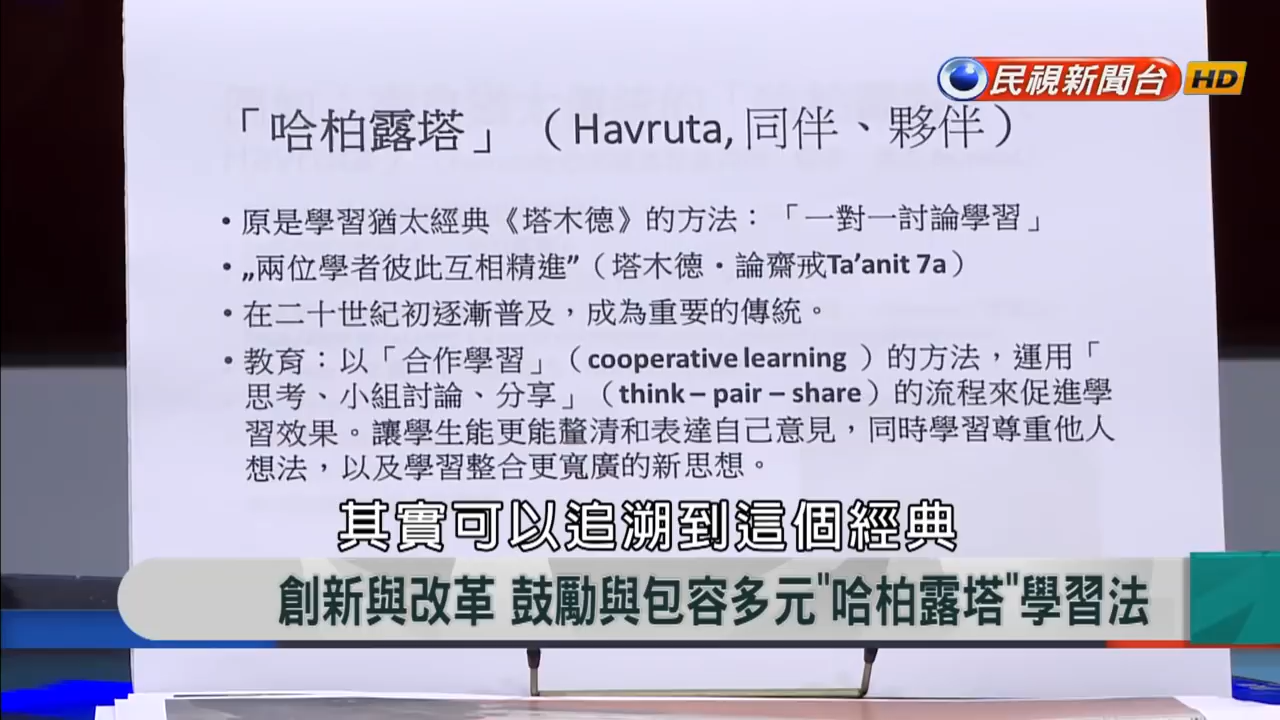 民視新聞台 HD
「哈柏露塔」（Havruta, 同伴、夥伴）
• 原是學習猶太經典《塔木德》的方法：「一對一討論學習」
• „兩位學者彼此互相精進”（塔木德・論齋戒Ta’anit 7a）
• 在二十世紀初逐漸普及，成為重要的傳統。
• 教育：以「合作學習」（cooperative learning ）的方法，運用「
思考、小組討論、分享」（think – pair – share）的流程來促進學
習效果。讓學生能更能釐清和表達自己意見，同時學習尊重他人
想法，以及學習整合更寬廣的新思想。
其實可以追溯到這個經典
創新與改革 鼓勵與包容多元"哈柏露塔"學習法